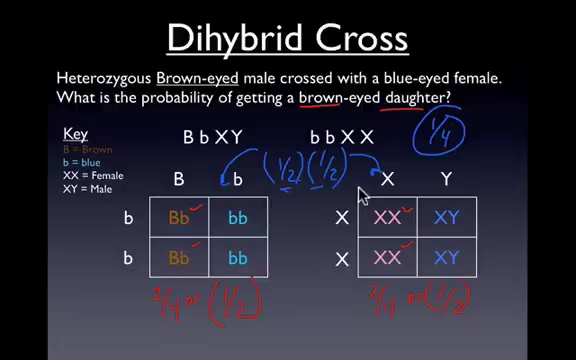 Dihybrid Cross
Heterozygous Brown-eyed male crossed with a blue-eyed female.
What is the probability of getting a brown-eyed daughter?
1/4
Key
B = Brown
b = blue
XX = Female
XY = Male
B b X Y
b b X X
(1/2) (1/2)
B b
X Y
b Bb bb
X XX XY
b Bb bb
X XX XY
2/4 or (1/2)
2/4 or (1/2)